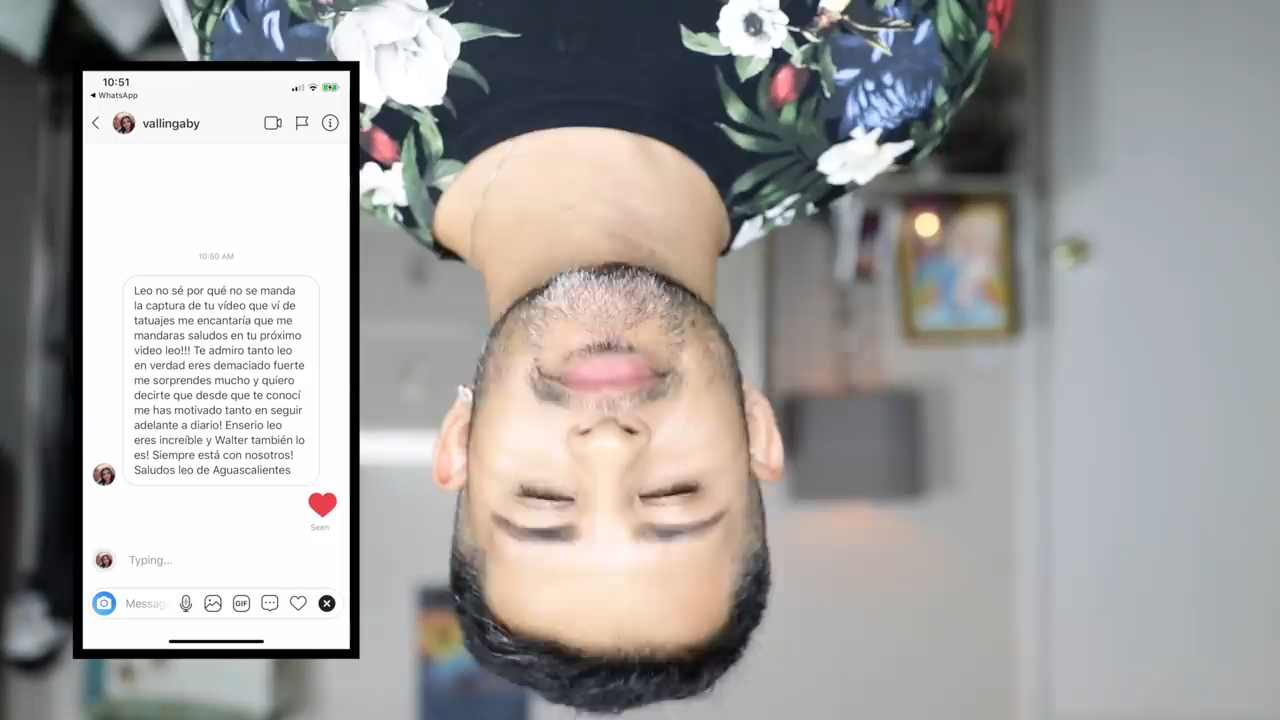 10:51
WhatsApp
vallingaby
10:50 AM
Leo no sé por qué no se manda
la captura de tu vídeo que ví de
tatuajes me encantaría que me
mandaras saludos en tu próximo
video leo!!! Te admiro tanto leo
en verdad eres demaciado fuerte
me sorprendes mucho y quiero
decirte que desde que te conocí
me has motivado tanto en seguir
adelante a diario! Enserio leo
eres increíble y Walter también lo
es! Siempre está con nosotros!
Saludos leo de Aguascalientes
Seen
Typing...
Messag
GIF